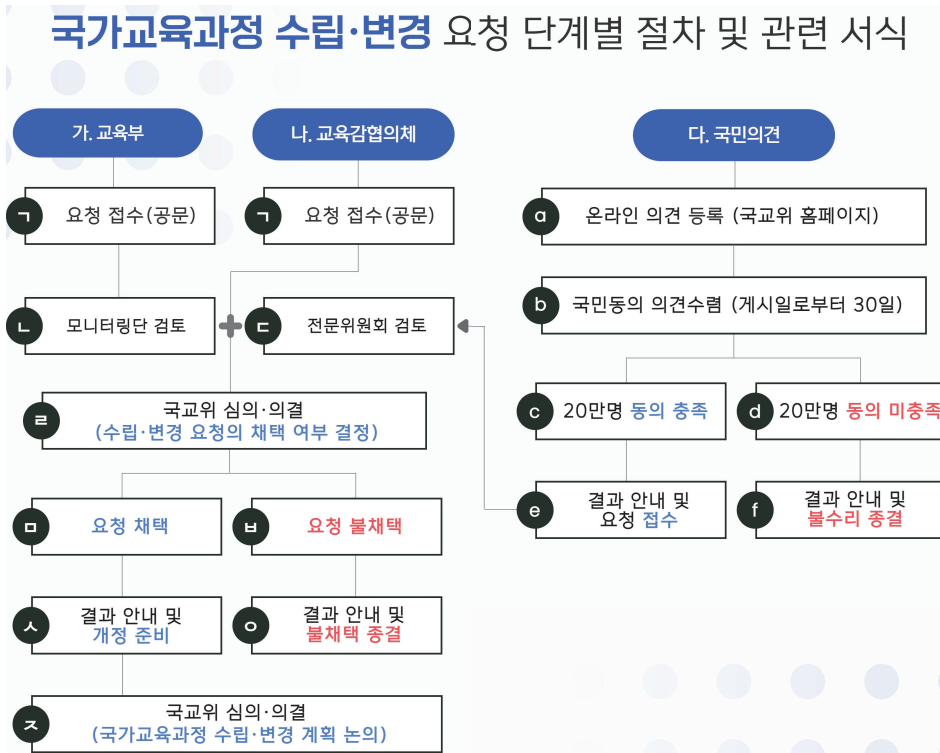 국가교육과정 수립·변경 요청 단계별 절차 및 관련 서식
가. 교육부
나. 교육감협의체
다. 국민의견
ㄱ 요청 접수(공문)
ㄱ 요청 접수(공문)
a 온라인 의견 등록 (국교위 홈페이지)
b 국민동의 의견수렴 (게시일로부터 30일)
ㄴ 모니터링단 검토
ㄷ 전문위원회 검토
c 20만명 동의 충족
d 20만명 동의 미충족
ㄹ 국교위 심의·의결
(수립·변경 요청의 채택 여부 결정)
e 결과 안내 및
요청 접수
f 결과 안내 및
불수리 종결
ㅁ 요청 채택
ㅂ 요청 불채택
ㅅ 결과 안내 및
개정 준비
ㅇ 결과 안내 및
불채택 종결
ㅈ 국교위 심의·의결
(국가교육과정 수립·변경 계획 논의)